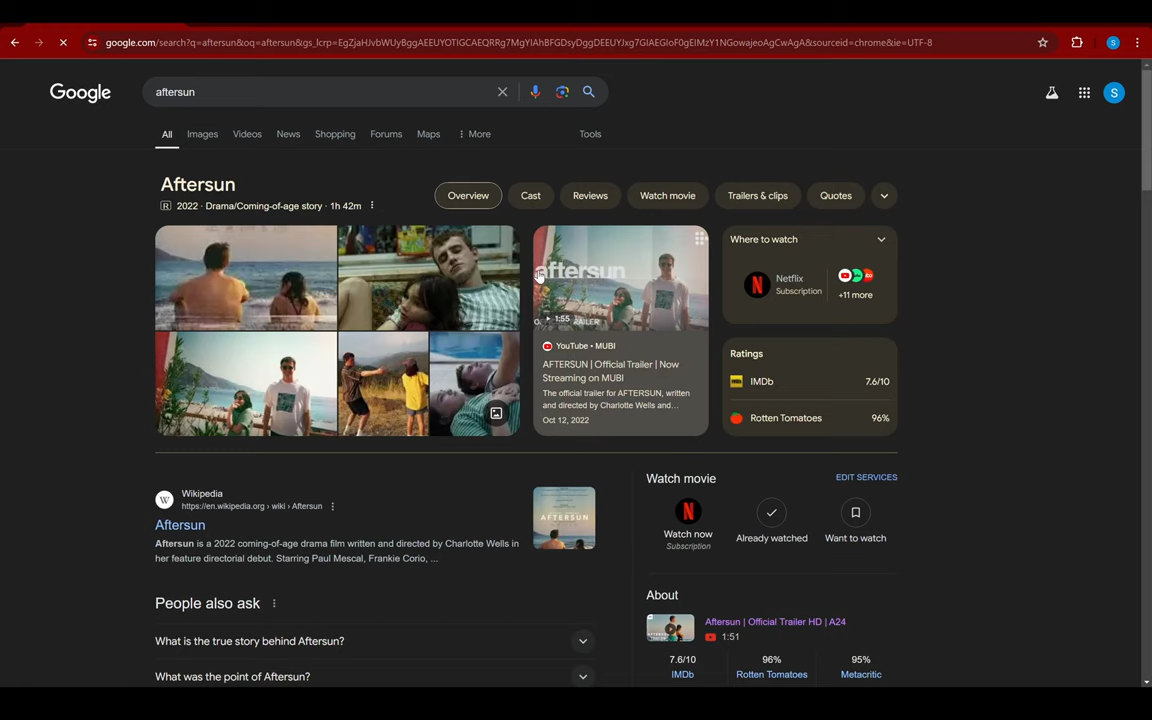 google.com/search?q=aftersun&oq=aftersun&gs_lcrp=EgZjaHJvbWUyBggAEEUYOTIGCAEQRRg7MgYIAhBFGDsyDggDEEUYJxg7GIAEGIoF0gEIMzY1NGowajeoAgCwAgA&sourceid=chrome&ie=UTF-8
S
Google
aftersun
S
All
Images
Videos
News
Shopping
Forums
Maps
More
Tools
Aftersun
R 2022 · Drama/Coming-of-age story · 1h 42m
Overview
Cast
Reviews
Watch movie
Trailers & clips
Quotes
aftersun
1:55
YouTube • MUBI
AFTERSUN | Official Trailer | Now
Streaming on MUBI
The official trailer for AFTERSUN, written
and directed by Charlotte Wells and...
Oct 12, 2022
Where to watch
Netflix
Subscription
+11 more
Ratings
IMDb
7.6/10
Rotten Tomatoes
96%
W
Wikipedia
https://en.wikipedia.org › wiki › Aftersun
Aftersun
Aftersun is a 2022 coming-of-age drama film written and directed by Charlotte Wells in
her feature directorial debut. Starring Paul Mescal, Frankie Corio, ...
AFTERSUN
People also ask
What is the true story behind Aftersun?
What was the point of Aftersun?
Watch movie
EDIT SERVICES
N
Watch now
Subscription
Already watched
Want to watch
About
Aftersun | Official Trailer HD | A24
1:51
7.6/10
IMDb
96%
Rotten Tomatoes
95%
Metacritic